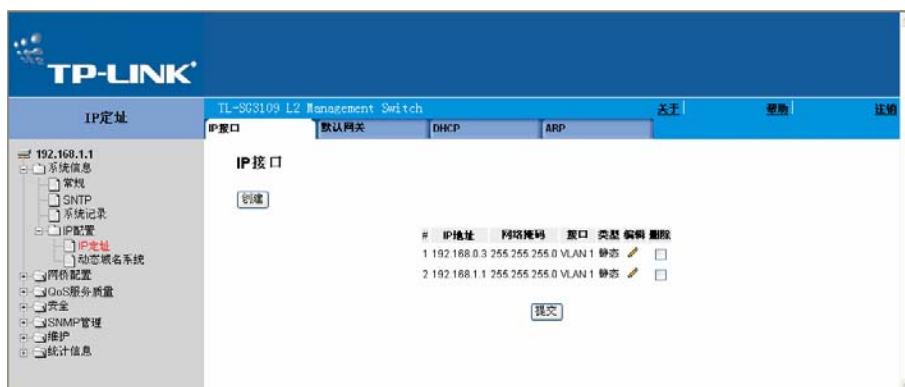 TP-LINK
IP定址
TL-SG3109 L2 Management Switch
关于
帮助
注销
IP接口
默认网关
DHCP
ARP
192.168.1.1
系统信息
常规
SNTP
系统记录
IP配置
IP定址
动态域名系统
网桥配置
QoS服务质量
安全
SNMP管理
维护
统计信息
IP接口
创建
# IP地址 网络掩码 接口 类型 编辑 删除
1 192.168.0.3 255.255.255.0 VLAN 1 静态
2 192.168.1.1 255.255.255.0 VLAN 1 静态
提交